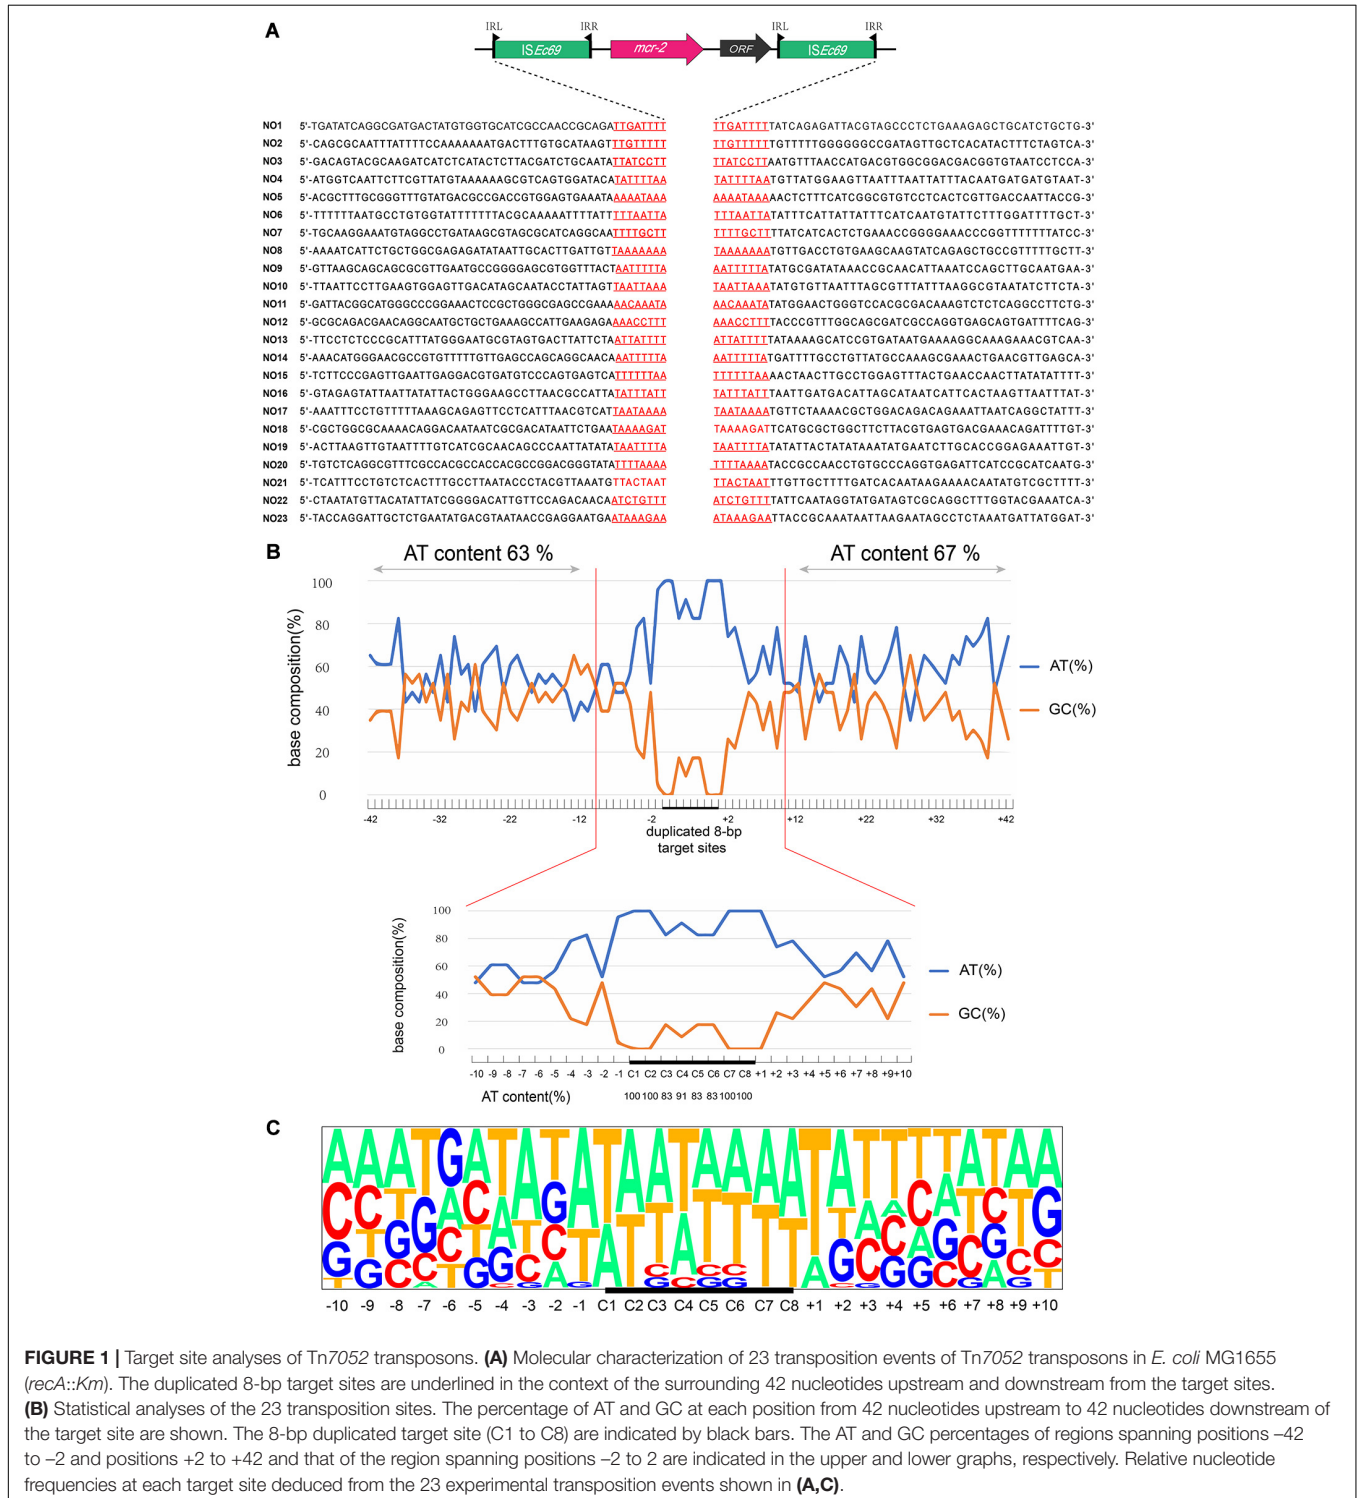 A
IRL IRR IRL IRR
ISEc69 mcr-2 ORF ISEc69
NO1 5'-TGATATCAGGCGATGACTATGTGGTGCATCGCCAACCGCAGATTGATTTT TTGATTTTTATCAGAGATTACGTAGCCCTCTGAAAGAGCTGCATCTGCTG-3'
NO2 5'-CAGCGCAATTTATTTTCCAAAAAAATGACTTTGTGCATAAGTTTGTTTTT TTGTTTTTTGTTTTTGGGGGGCCGATAGTTGCTCACATACTTTCTAGTCA-3'
NO3 5'-GACAGTACGCAAGATCATCTCATACTCTTACGATCTGCAATATTATCCTT TTATCCTTAATGTTTAACCATGACGTGGCGGACGACGGTGTAATCCTCCA-3'
NO4 5'-ATGGTCAATTCTTCGTTATGTAAAAAAGCGTCAGTGGATACATATTTTAA TATTTTAATGTTATGGAAGTTAATTTAATTATTTACAATGATGATGTAAT-3'
NO5 5'-ACGCTTTGCGGGTTTGTATGACGCCGACCGTGGAGTGAAATAAAAATAAA AAAATAAAAACTCTTTCATCGGCGTGTCCTCACTCGTTGACCAATTACCG-3'
NO6 5'-TTTTTTAATGCCTGTGGTATTTTTTTACGCAAAAATTTTATTTTTAATTA TTTAATTATATTTCATTATTATTTCATCAATGTATTCTTTGGATTTTGCT-3'
NO7 5'-TGCAAGGAAATGTAGGCCTGATAAGCGTAGCGCATCAGGCAATTTTGCTT TTTTGCTTTTATCATCACTCTGAAACCGGGGAAACCCGGTTTTTTTATCC-3'
NO8 5'-AAAATCATTCTGCTGGCGAGAGATATAATTGCACTTGATTGTTAAAAAAA TAAAAAAATGTTGACCTGTGAAGCAAGTATCAGAGCTGCCGTTTTTGCTT-3'
NO9 5'-GTTAAGCAGCAGCGCGTTGAATGCCGGGGAGCGTGGTTTACTAATTTTTA AATTTTTATATGCGATATAAACCGCAACATTAAATCCAGCTTGCAATGAA-3'
NO10 5'-TTAATTCCTTGAAGTGGAGTTGACATAGCAATACCTATTAGTTAATTAAA TAATTAAATATGTGTTAATTTAGCGTTTATTTAAGGCGTAATATCTTCTA-3'
NO11 5'-GATTACGGCATGGGCCCGGAAACTCCGCTGGGCGAGCCGAAAAACAAATA AACAAATATATGGAACTGGGTCCACGCGACAAAGTCTCTCAGGCCTTCTG-3'
NO12 5'-GCGCAGACGAACAGGCAATGCTGCTGAAAGCCATTGAAGAGAAAACCTTT AAACCTTTTACCCGTTTGGCAGCGATCGCCAGGTGAGCAGTGATTTTCAG-3'
NO13 5'-TTCCTCTCCCGCATTTATGGGAATGCGTAGTGACTTATTCTAATTATTTT ATTATTTTTATAAAAGCATCCGTGATAATGAAAAGGCAAAGAAACGTCAA-3'
NO14 5'-AAACATGGGAACGCCGTGTTTTTGTTGAGCCAGCAGGCAACAAATTTTTA AATTTTTATGATTTTGCCTGTTATGCCAAAGCGAAACTGAACGTTGAGCA-3'
NO15 5'-TCTTCCCGAGTTGAATTGAGGACGTGATGTCCCAGTGAGTCATTTTTTAA TTTTTTAAAACTAACTTGCCTGGAGTTTACTGAACCAACTTATATATTTT-3'
NO16 5'-GTAGAGTATTAATTATATTACTGGGAAGCCTTAACGCCATTATATTTATT TATTTATTTAATTGATGACATTAGCATAATCATTCACTAAGTTAATTTAT-3'
NO17 5'-AAATTTCCTGTTTTTAAAGCAGAGTTCCTCATTTAACGTCATTAATAAAA TAATAAAATGTTCTAAAACGCTGGACAGACAGAAATTAATCAGGCTATTT-3'
NO18 5'-CGCTGGCGCAAAACAGGACAATAATCGCGACATAATTCTGAATAAAAGAT TAAAAGATTCATGCGCTGGCTTCTTACGTGAGTGACGAAACAGATTTTGT-3'
NO19 5'-ACTTAAGTTGTAATTTTGTCATCGCAACAGCCCAATTATATATAATTTTA TAATTTTATATATTACTATATAAATATGAATCTTGCACCGGAGAAATTGT-3'
NO20 5'-TGTCTCAGGCGTTTCGCCACGCCACCACGCCGGACGGGTATATTTTAAAA TTTTAAAATACCGCCAACCTGTGCCCAGGTGAGATTCATCCGCATCAATG-3'
NO21 5'-TCATTTCCTGTCTCACTTTGCCTTAATACCCTACGTTAAATGTTACTAAT TTACTAATTTGTTGCTTTTGATCACAATAAGAAAACAATATGTCGCTTTT-3'
NO22 5'-CTAATATGTTACATATTATCGGGGACATTGTTCCAGACAACAATCTGTTT ATCTGTTTTATTCAATAGGTATGATAGTCGCAGGCTTTGGTACGAAATCA-3'
NO23 5'-TACCAGGATTGCTCTGAATATGACGTAATAACCGAGGAATGAATAAAGAA ATAAAGAATTACCGCAAATAATTAAGAATAGCCTCTAAATGATTATGGAT-3'
B
AT content 63 % AT content 67 %
base composition(%)
100
80
60
40
20
0
AT(%)
GC(%)
-42 -32 -22 -12 -2 +2 +12 +22 +32 +42
duplicated 8-bp
target sites
base composition(%)
100
80
60
40
20
0
AT(%)
GC(%)
-10 -9 -8 -7 -6 -5 -4 -3 -2 -1 C1 C2 C3 C4 C5 C6 C7 C8 +1 +2 +3 +4 +5 +6 +7 +8 +9 +10
AT content(%) 100 100 83 91 83 83 100 100
C
-10 -9 -8 -7 -6 -5 -4 -3 -2 -1 C1 C2 C3 C4 C5 C6 C7 C8 +1 +2 +3 +4 +5 +6 +7 +8 +9 +10
FIGURE 1 | Target site analyses of Tn7052 transposons. (A) Molecular characterization of 23 transposition events of Tn7052 transposons in E. coli MG1655
(recA::Km). The duplicated 8-bp target sites are underlined in the context of the surrounding 42 nucleotides upstream and downstream from the target sites.
(B) Statistical analyses of the 23 transposition sites. The percentage of AT and GC at each position from 42 nucleotides upstream to 42 nucleotides downstream of
the target site are shown. The 8-bp duplicated target site (C1 to C8) are indicated by black bars. The AT and GC percentages of regions spanning positions –42
to –2 and positions +2 to +42 and that of the region spanning positions –2 to 2 are indicated in the upper and lower graphs, respectively. Relative nucleotide
frequencies at each target site deduced from the 23 experimental transposition events shown in (A,C).